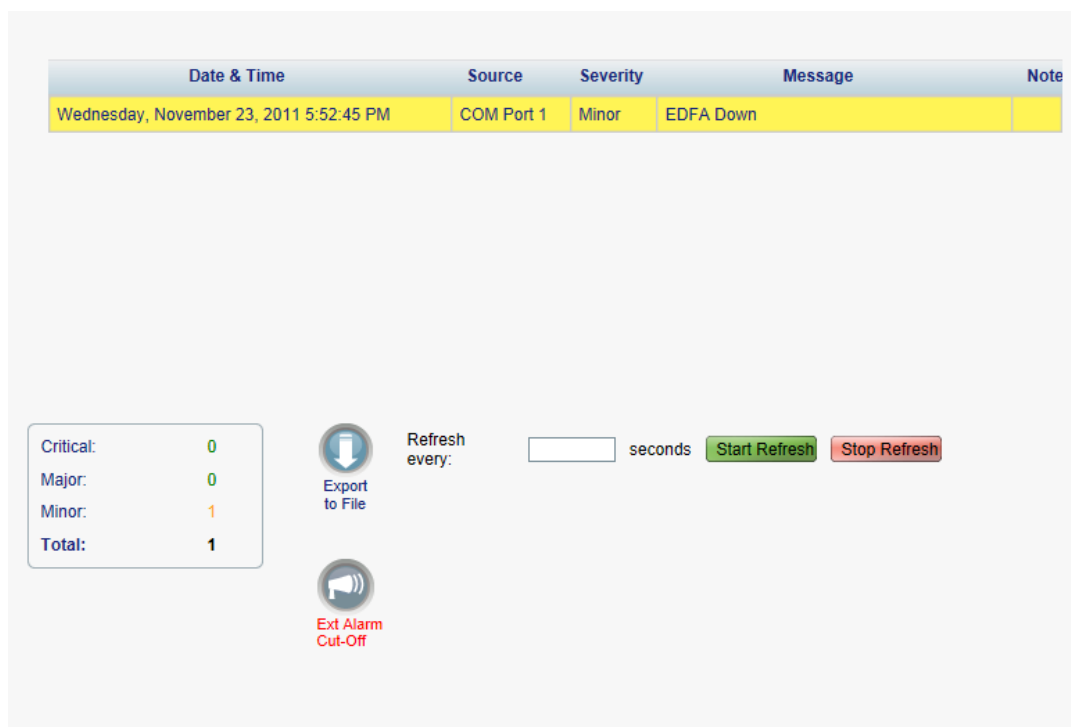 Date & Time Source Severity Message Note
Wednesday, November 23, 2011 5:52:45 PM COM Port 1 Minor EDFA Down
Critical: 0
Major: 0
Minor: 1
Total: 1
Export
to File
Refresh
every:
seconds Start Refresh Stop Refresh
Ext Alarm
Cut-Off